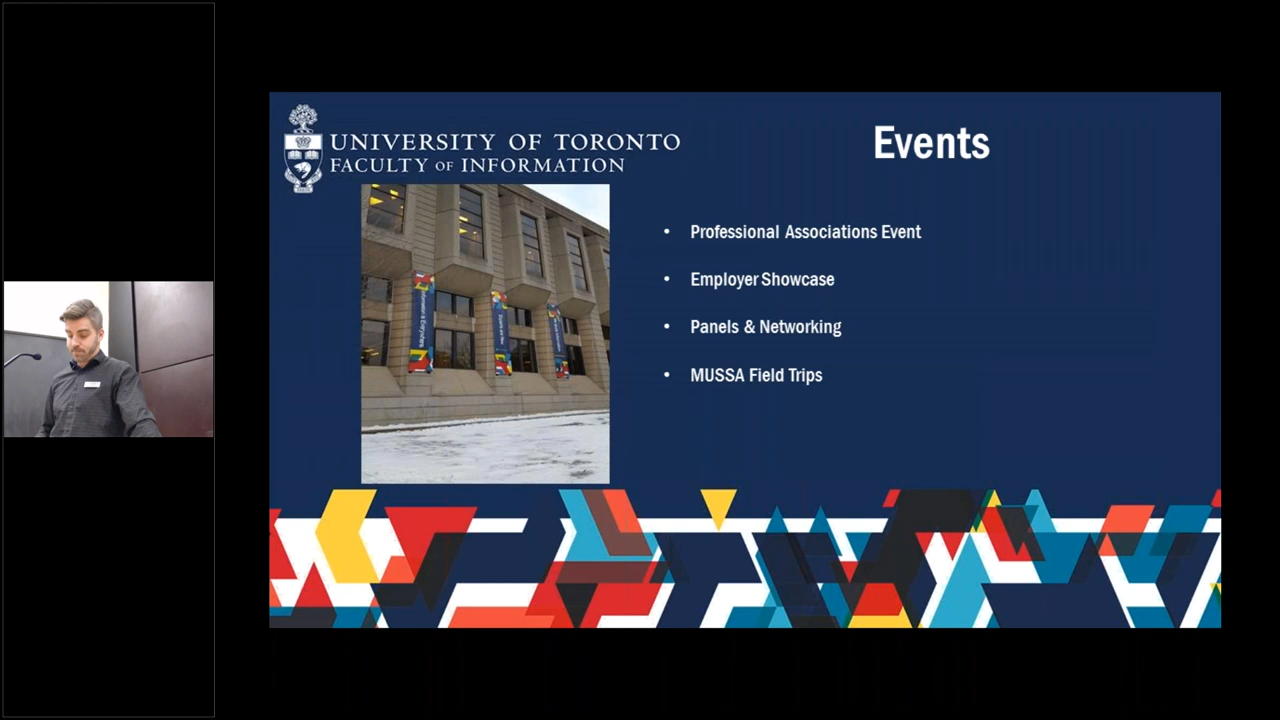 UNIVERSITY OF TORONTO
FACULTY OF INFORMATION
Events
• Professional Associations Event
• Employer Showcase
• Panels & Networking
• MUSSA Field Trips